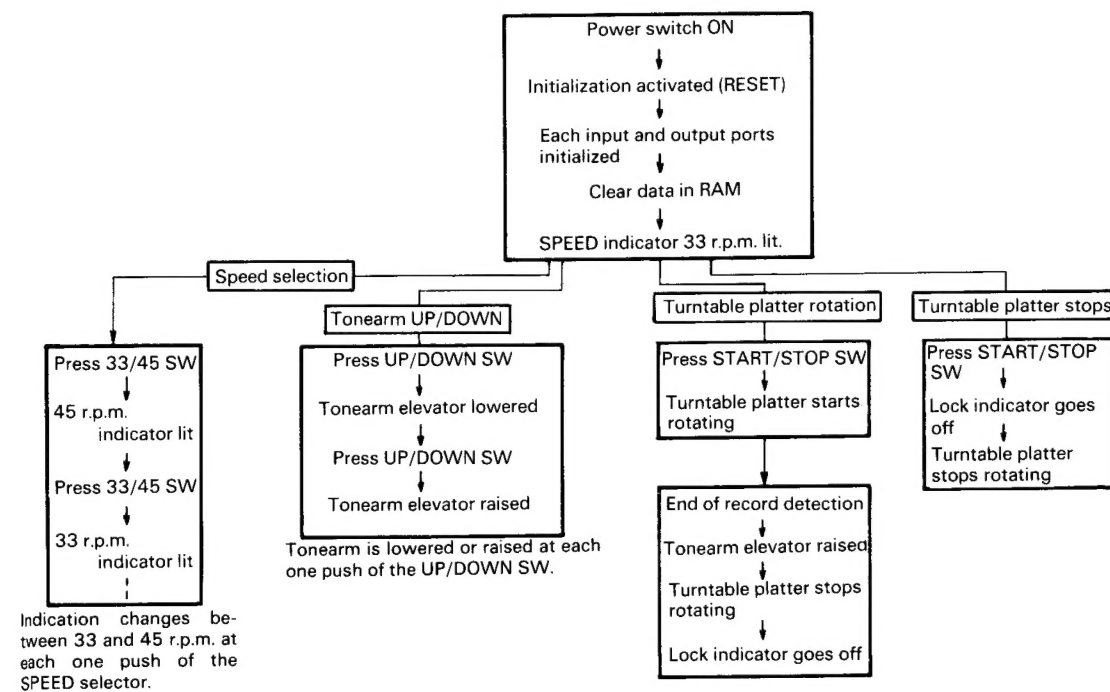 Power switch ON
Initialization activated (RESET)
Each input and output ports
initialized
Clear data in RAM
SPEED indicator 33 r.p.m. lit.
Speed selection
Press 33/45 SW
45 r.p.m.
indicator lit
Press 33/45 SW
33 r.p.m.
indicator lit
Indication changes be-
tween 33 and 45 r.p.m. at
each one push of the
SPEED selector.
Tonearm UP/DOWN
Press UP/DOWN SW
Tonearm elevator lowered
Press UP/DOWN SW
Tonearm elevator raised
Tonearm is lowered or raised at each
one push of the UP/DOWN SW.
Turntable platter rotation
Press START/STOP SW
Turntable platter starts
rotating
End of record detection
Tonearm elevator raised
Turntable platter stops
rotating
Lock indicator goes off
Turntable platter stops
Press START/STOP
SW
Lock indicator goes
off
Turntable platter
stops rotating